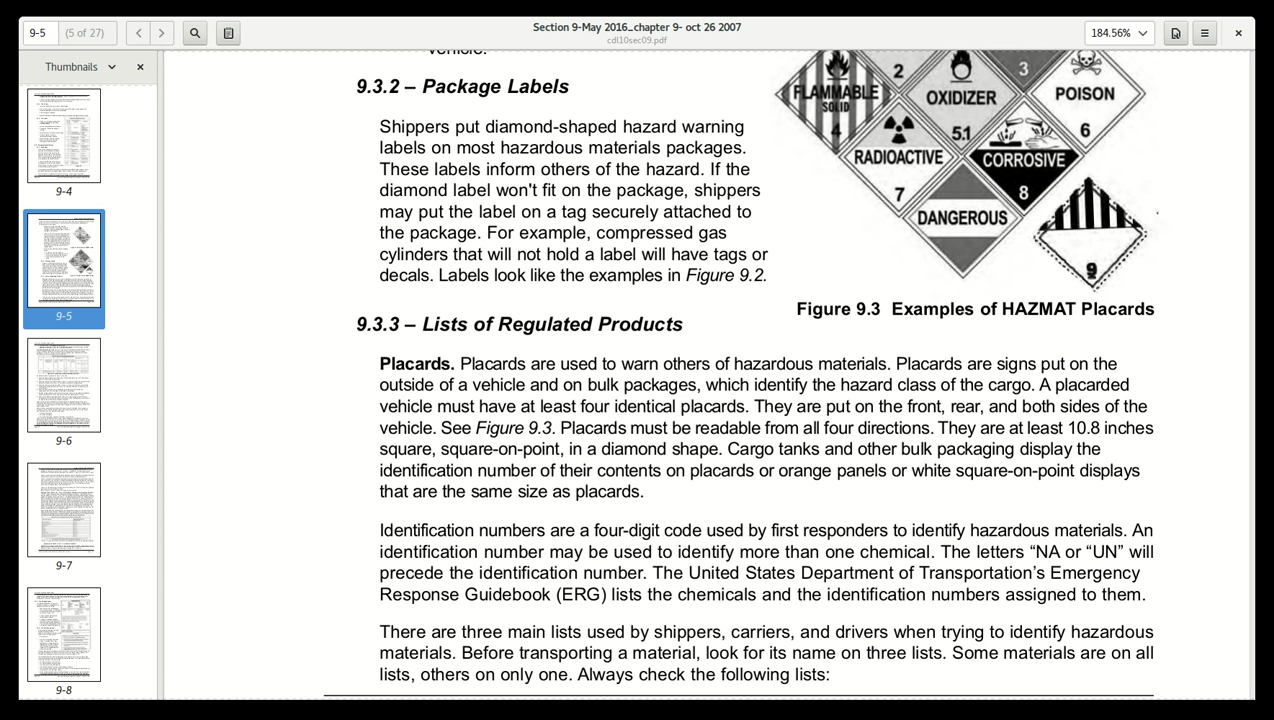 9-5
(5 of 27)
Section 9-May 2016_chapter 9- oct 26 2007
cdl10sec09.pdf
184.56%
Thumbnails
9-4
9-5
9-6
9-7
9-8
vehicle.
9.3.2 – Package Labels
Shippers put diamond-shaped hazard warning
labels on most hazardous materials packages.
These labels inform others of the hazard. If the
diamond label won't fit on the package, shippers
may put the label on a tag securely attached to
the package. For example, compressed gas
cylinders that will not hold a label will have tags or
decals. Labels look like the examples in Figure 9.2.
2
3
FLAMMABLE
SOLID
4
OXIDIZER
5.1
POISON
6
RADIOACTIVE
7
CORROSIVE
8
DANGEROUS
9
Figure 9.3 Examples of HAZMAT Placards
9.3.3 – Lists of Regulated Products
Placards. Placards are used to warn others of hazardous materials. Placards are signs put on the
outside of a vehicle and on bulk packages, which identify the hazard class of the cargo. A placarded
vehicle must have at least four identical placards. They are put on the front, rear, and both sides of the
vehicle. See Figure 9.3. Placards must be readable from all four directions. They are at least 10.8 inches
square, square-on-point, in a diamond shape. Cargo tanks and other bulk packaging display the
identification number of their contents on placards or orange panels or white square-on-point displays
that are the same size as placards.
Identification numbers are a four-digit code used by first responders to identify hazardous materials. An
identification number may be used to identify more than one chemical. The letters “NA or “UN” will
precede the identification number. The United States Department of Transportation’s Emergency
Response Guidebook (ERG) lists the chemicals and the identification numbers assigned to them.
There are three main lists used by shippers, carriers, and drivers when trying to identify hazardous
materials. Before transporting a material, look for its name on three lists. Some materials are on all
lists, others on only one. Always check the following lists: